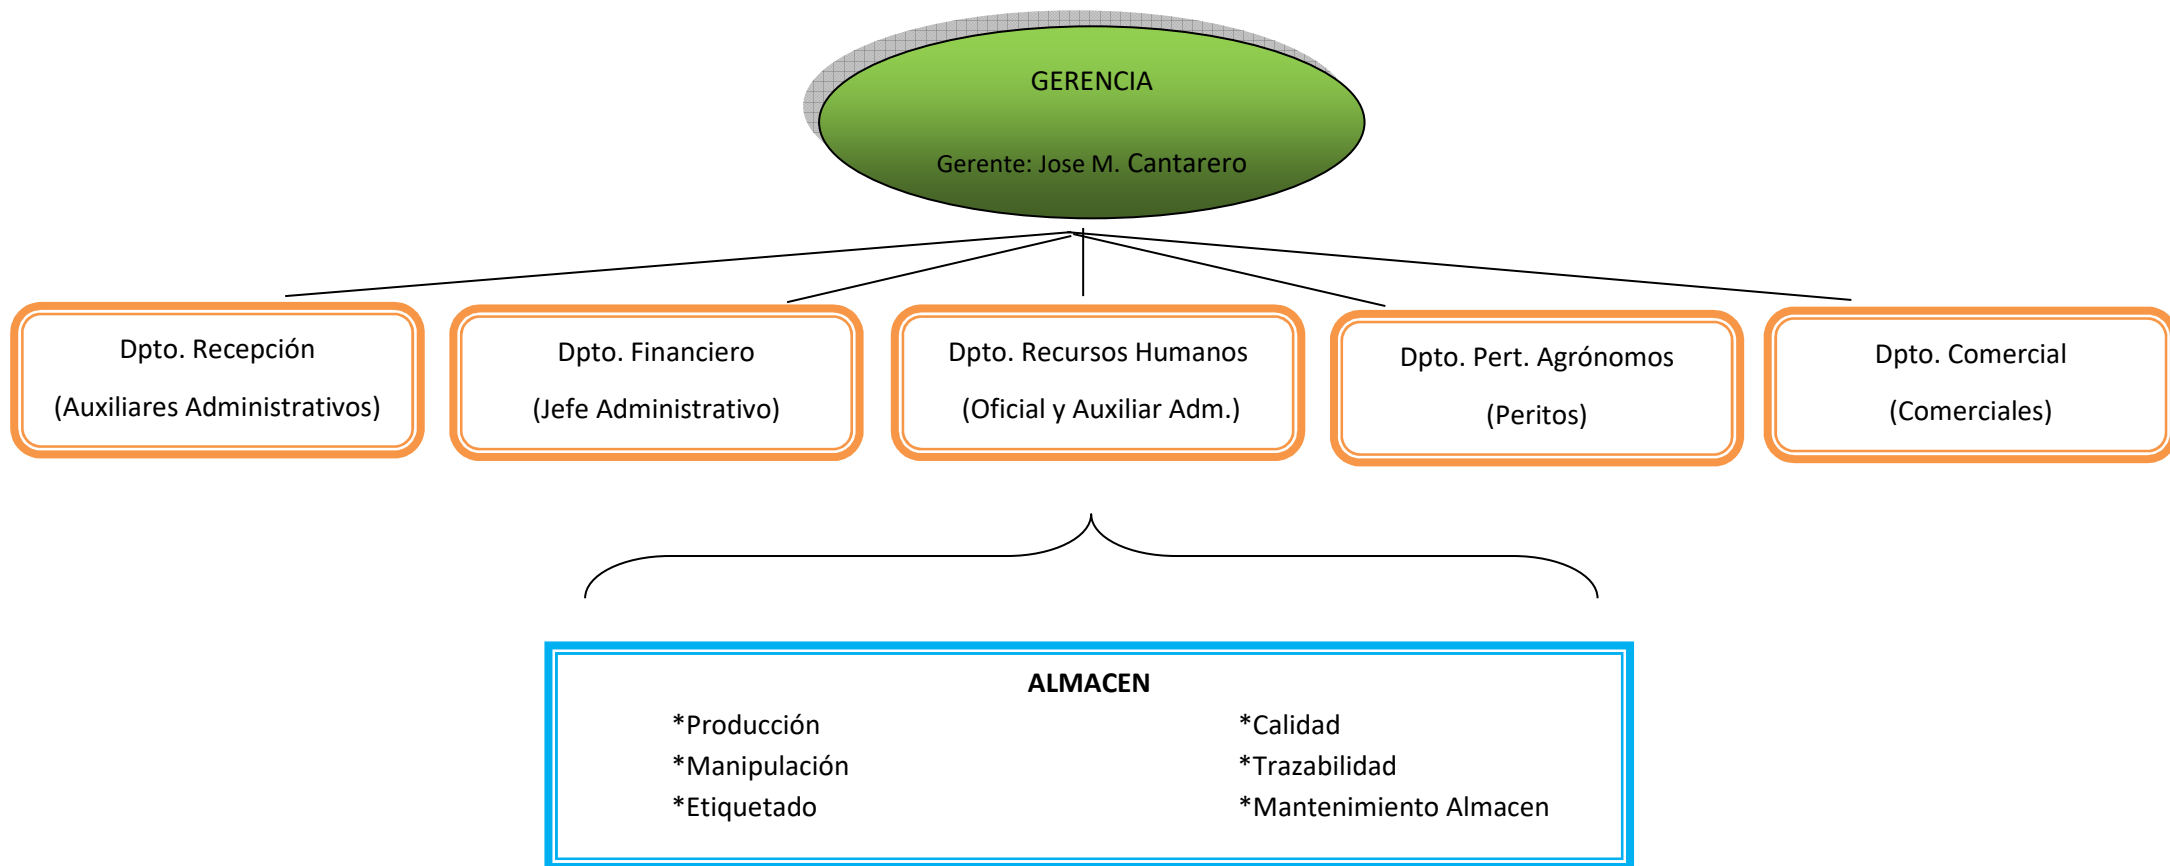 GERENCIA
Gerente: Jose M. Cantarero
Dpto. Recepción
(Auxiliares Administrativos)
Dpto. Financiero
(Jefe Administrativo)
Dpto. Recursos Humanos
(Oficial y Auxiliar Adm.)
Dpto. Pert. Agrónomos
(Peritos)
Dpto. Comercial
(Comerciales)
ALMACEN
*Producción
*Manipulación
*Etiquetado
*Calidad
*Trazabilidad
*Mantenimiento Almacen